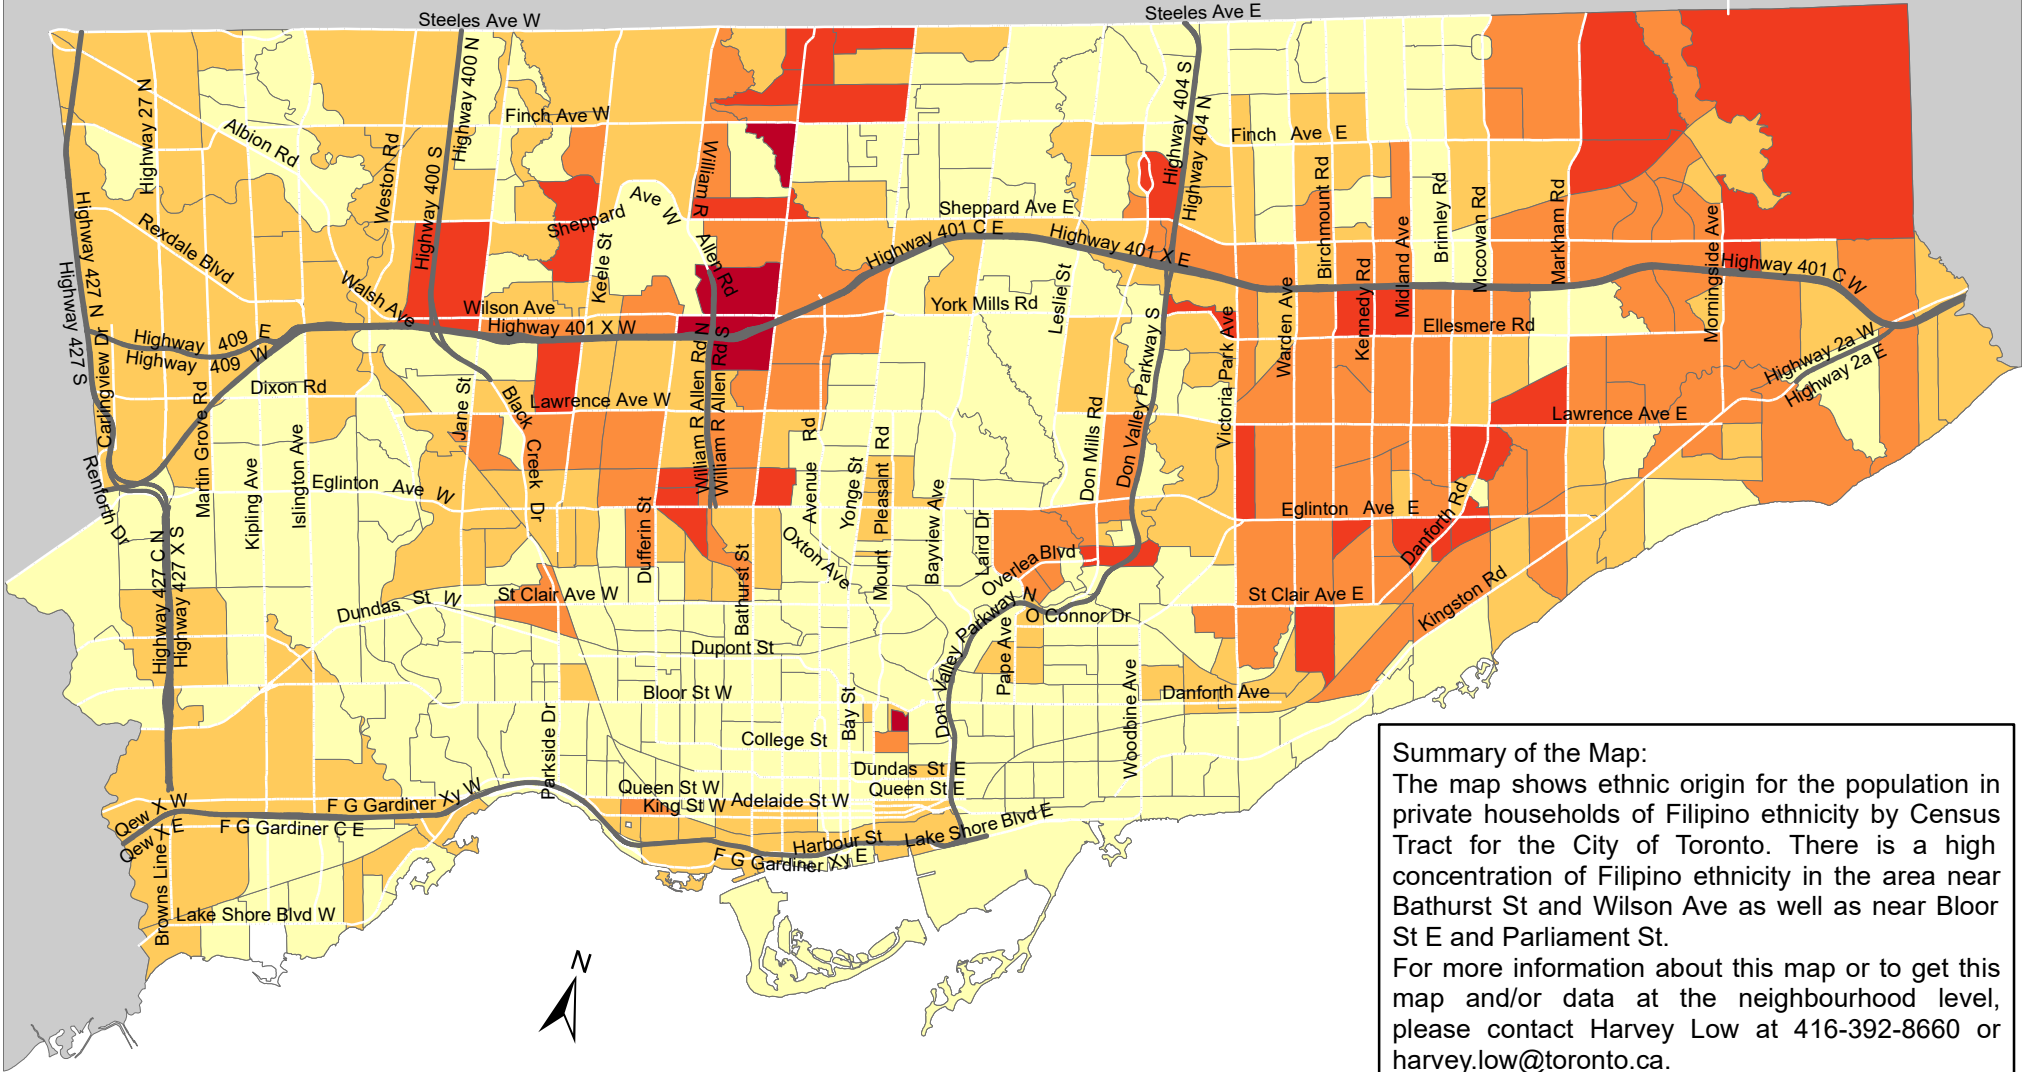 Steeles Ave W
Steeles Ave E
Highway 27 N
Albion Rd
Weston Rd
Highway 400 N
Highway 400 S
Finch Ave W
William R
Allen Rd
Highway 404 S
Highway 404 N
Finch Ave E
Birchmount Rd
Midland Ave
Brimley Rd
Mccowan Rd
Markham Rd
Morningside Ave
Highway 427 N
Highway 427 S
Rexdale Blvd
Sheppard
Ave W
Keele St
Sheppard Ave E
Highway 401 C E
Highway 401 X E
Highway 401 C W
Walsh Ave
Wilson Ave
Highway 401 X W
York Mills Rd
Leslie St
Kennedy Rd
Warden Ave
Ellesmere Rd
Highway 409 E
Highway 409 W
Highway 427 S
Carlingview Dr
Dixon Rd
Martin Grove Rd
Jane St
Black Creek Dr
Lawrence Ave W
William R Allen Rd N
William R Allen Rd S
Don Valley Parkway S
Victoria Park Ave
Highway 2a W
Highway 2a E
Lawrence Ave E
Renforth Dr
Kipling Ave
Islington Ave
Eglinton Ave W
Dufferin St
Bathurst St
Avenue Rd
Yonge St
Mount Pleasant Rd
Bayview Ave
Laird Dr
Don Mills Rd
Eglinton Ave E
Danforth Rd
Oxton Ave
Overlea Blvd
Highway 427 C N
Highway 427 X S
Dundas St W
St Clair Ave W
Don Valley Parkway N
O Connor Dr
St Clair Ave E
Kingston Rd
Dupont St
Pape Ave
Woodbine Ave
Bloor St W
Danforth Ave
Parkside Dr
Bay St
College St
Dundas St E
Queen St W
Queen St E
King St W
Adelaide St W
Qew X W
Qew X E
F G Gardiner Xy W
F G Gardiner C E
Harbour St
Lake Shore Blvd E
F G Gardiner Xy E
Browns Line
Lake Shore Blvd W
N
Summary of the Map:
The map shows ethnic origin for the population in
private households of Filipino ethnicity by Census
Tract for the City of Toronto. There is a high
concentration of Filipino ethnicity in the area near
Bathurst St and Wilson Ave as well as near Bloor
St E and Parliament St.
For more information about this map or to get this
map and/or data at the neighbourhood level,
please contact Harvey Low at 416-392-8660 or
harvey.low@toronto.ca.